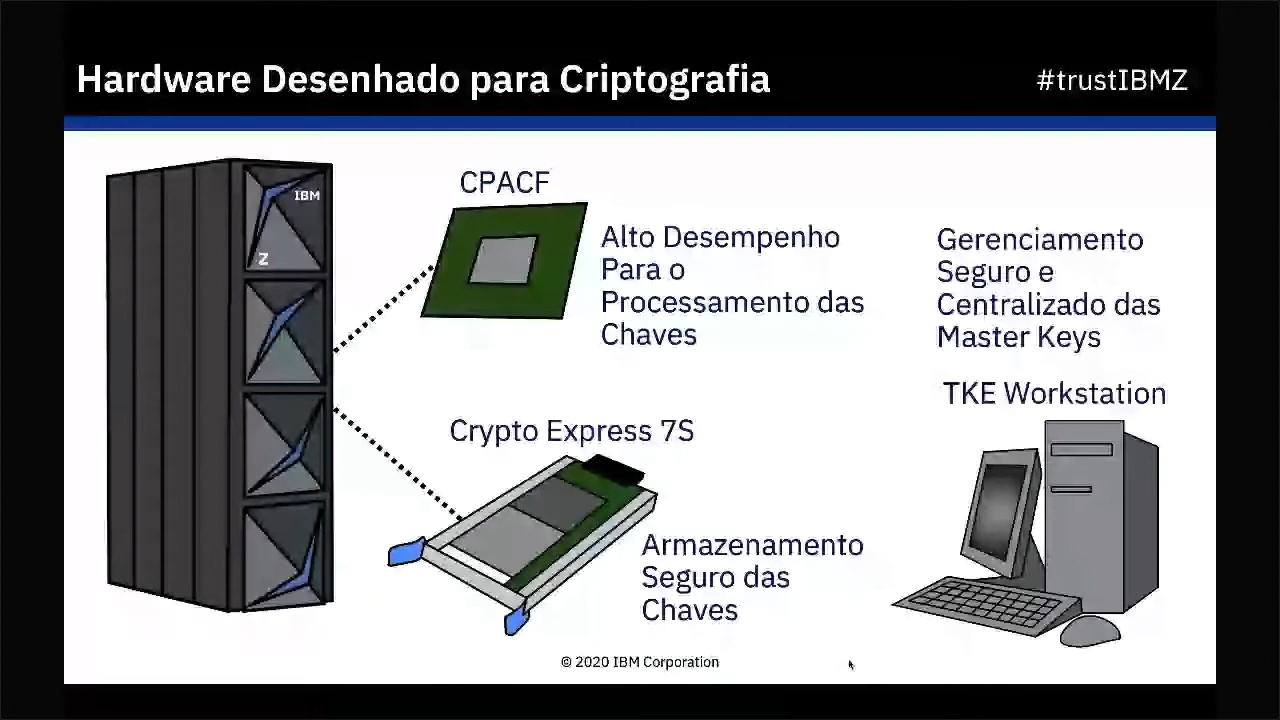 Hardware Desenhado para Criptografia
#trustIBMZ
IBM
Z
CPACF
Alto Desempenho
Para o
Processamento das
Chaves
Gerenciamento
Seguro e
Centralizado das
Master Keys
TKE Workstation
Crypto Express 7S
Armazenamento
Seguro das
Chaves
© 2020 IBM Corporation